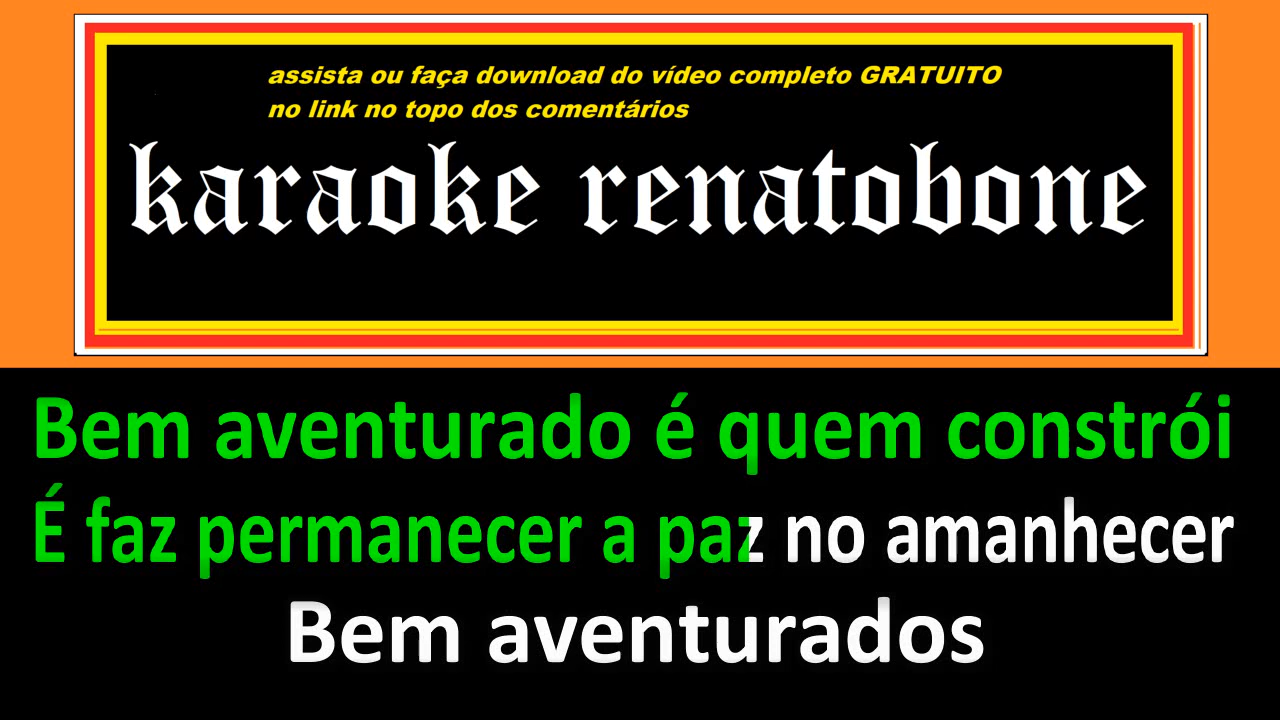 assista ou faça download do vídeo completo GRATUITO
no link no topo dos comentários
karaoke renatobone
Bem aventurado é quem constrói
É faz permanecer a paz no amanhecer
Bem aventurados